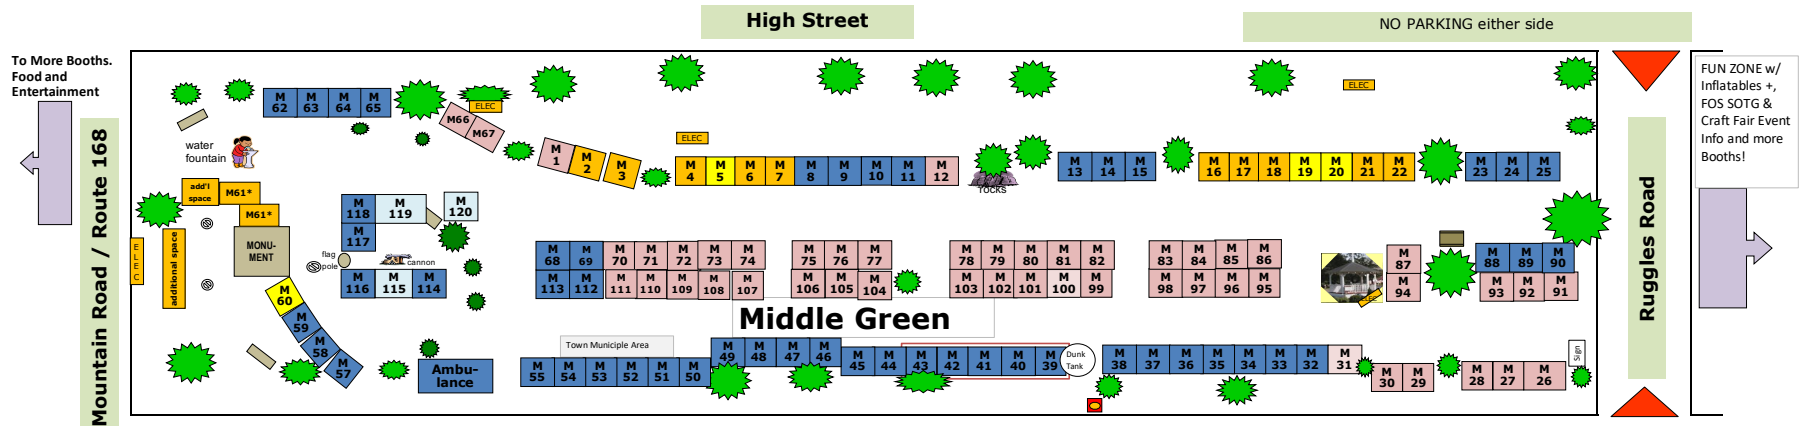 High Street
NO PARKING either side
To More Booths.
Food and
Entertainment
FUN ZONE w/
Inflatables +,
FOS SOTG &
Craft Fair Event
Info and more
Booths!
Mountain Road / Route 168
Ruggles Road
M 62 M 63 M 64 M 65
ELEC
M66 M67
ELEC
ELEC
water
fountain
M 1 M 2 M 3
M 4 M 5 M 6 M 7 M 8 M 9 M 10 M 11 M 12
rocks
M 13 M 14 M 15
M 16 M 17 M 18 M 19 M 20 M 21 M 22
M 23 M 24 M 25
add'l
space
M61*
M61*
additional space
ELEC
MONU-
MENT
flag
pole
cannon
M 118 M 119 M 120
M 117
M 116 M 115 M 114
M 68 M 69 M 70 M 71 M 72 M 73 M 74
M 75 M 76 M 77
M 78 M 79 M 80 M 81 M 82
M 83 M 84 M 85 M 86
M 87
M 88 M 89 M 90
M 113 M 112 M 111 M 110 M 109 M 108 M 107
M 106 M 105 M 104
M 103 M 102 M 101 M 100 M 99
M 98 M 97 M 96 M 95
ELEC
M 94
M 93 M 92 M 91
M 60
M 59
M 58
M 57
Middle Green
Town Municiple Area
Ambu-
lance
M 49 M 48 M 47 M 46
M 55 M 54 M 53 M 52 M 51 M 50
M 45 M 44 M 43 M 42 M 41 M 40 M 39
Dunk
Tank
M 38 M 37 M 36 M 35 M 34 M 33 M 32 M 31
M 30 M 29
M 28 M 27 M 26
Sign